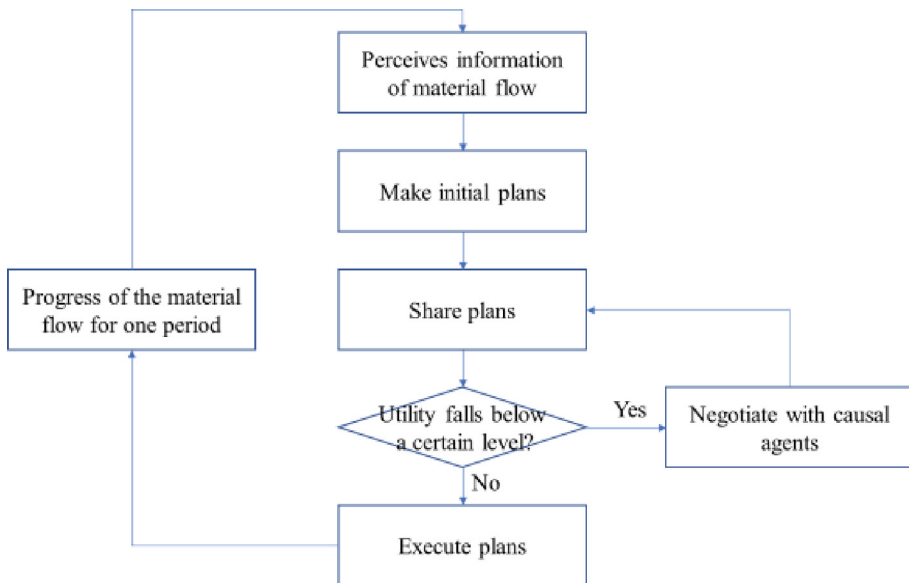 Perceives information
of material flow
Make initial plans
Progress of the material
flow for one period
Share plans
Utility falls below
a certain level?
Yes
Negotiate with causal
agents
No
Execute plans